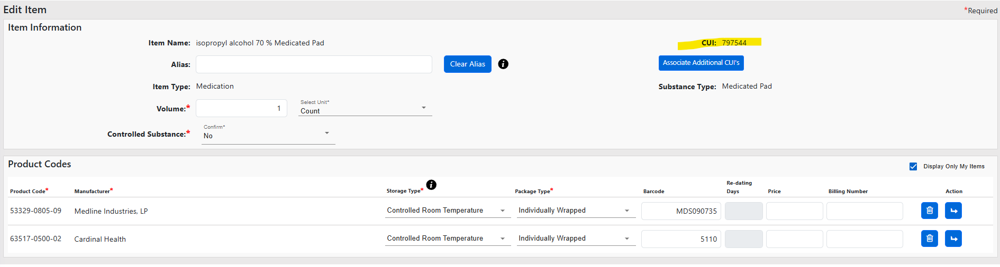 Edit Item
*Required
Item Information
Item Name: isopropyl alcohol 70 % Medicated Pad
CUI: 797544
Alias:
Clear Alias
Associate Additional CUI's
Item Type: Medication
Substance Type: Medicated Pad
Volume:* 1
Select Unit*
Count
Controlled Substance:*
Confirm*
No
Product Codes
Display Only My Items
Product Code* Manufacturer* Storage Type* Package Type* Barcode Re-dating Days Price Billing Number Action
53329-0805-09 Medline Industries, LP Controlled Room Temperature Individually Wrapped MDS090735
63517-0500-02 Cardinal Health Controlled Room Temperature Individually Wrapped 5110